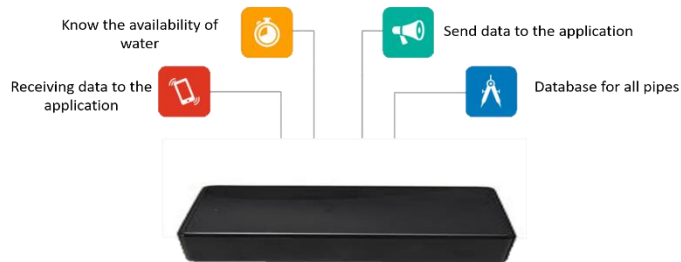 Know the availability of
water
Send data to the application
Receiving data to the
application
Database for all pipes